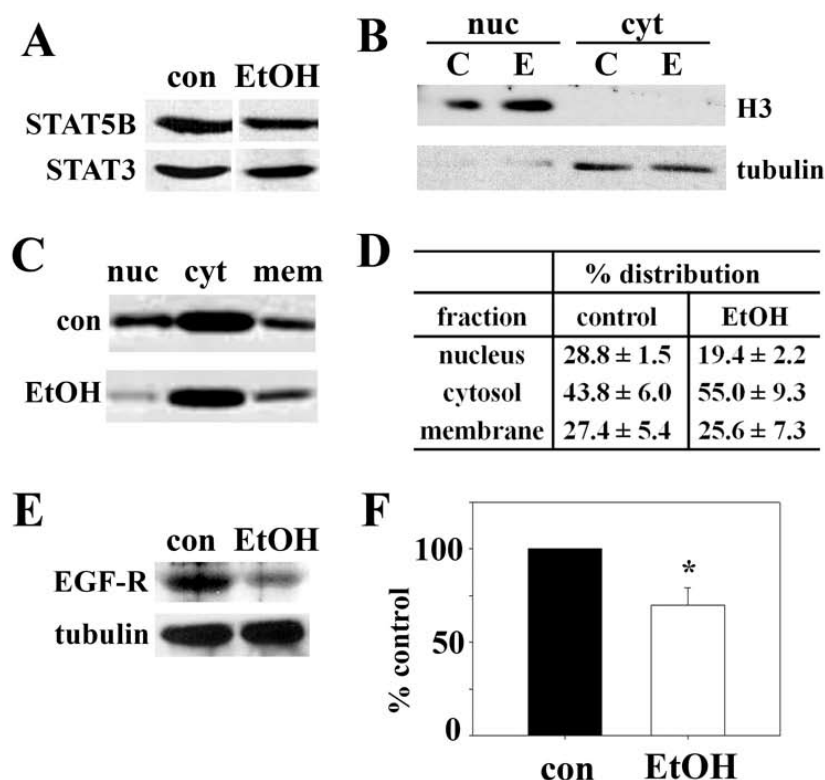 A
con EtOH
STAT5B
STAT3
B
nuc cyt
C E C E
H3
tubulin
C
nuc cyt mem
con
EtOH
D
% distribution
fraction control EtOH
nucleus 28.8 ± 1.5 19.4 ± 2.2
cytosol 43.8 ± 6.0 55.0 ± 9.3
membrane 27.4 ± 5.4 25.6 ± 7.3
E
con EtOH
EGF-R
tubulin
F
% control
100
50
0
*
con EtOH